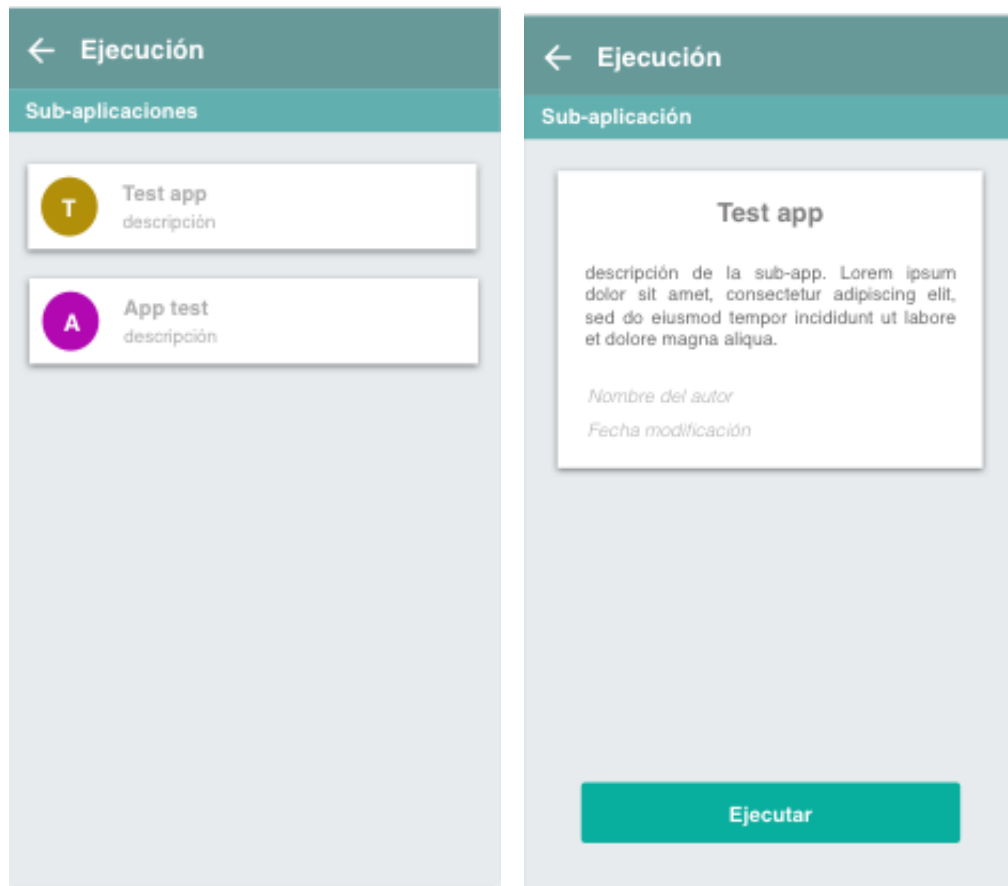 Ejecución
Sub-aplicaciones
T
Test app
descripción
A
App test
descripción
Ejecución
Sub-aplicación
Test app
descripción de la sub-app. Lorem ipsum
dolor sit amet, consectetur adipiscing elit,
sed do eiusmod tempor incididunt ut labore
et dolore magna aliqua.
Nombre del autor
Fecha modificación
Ejecutar